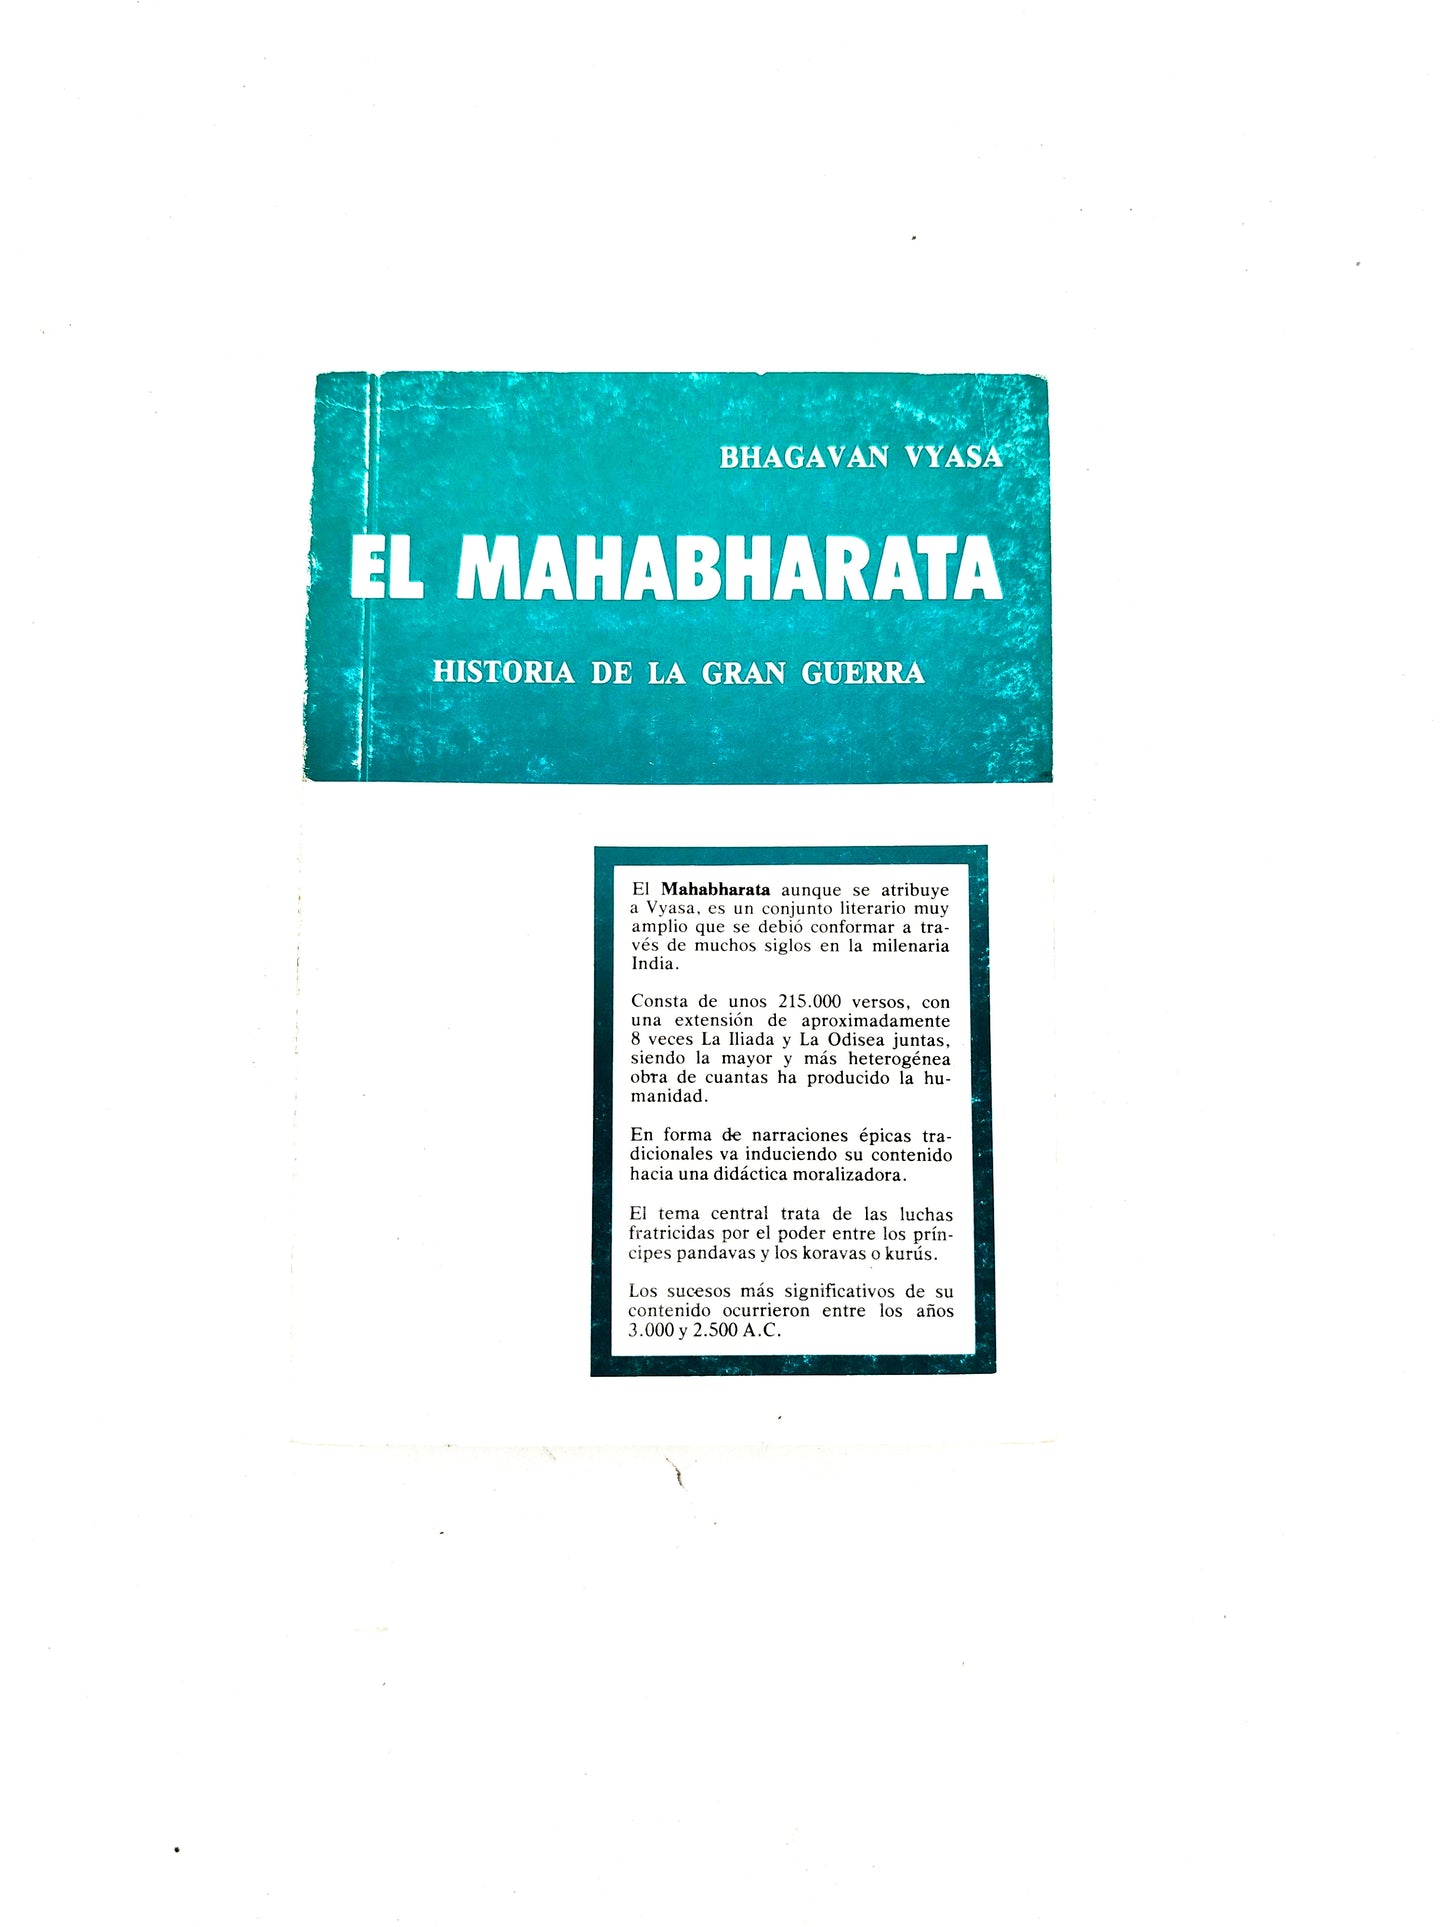 BHAGAVAN VYASA
EL MAHABHARATA
HISTORIA DE LA GRAN GUERRA
El Mahabharata aunque se atribuye
a Vyasa, es un conjunto literario muy
amplio que se debió conformar a tra-
vés de muchos siglos en la milenaria
India.
Consta de unos 215.000 versos, con
una extensión de aproximadamente
8 veces La Iliada y La Odisea juntas,
siendo la mayor y más heterogénea
obra de cuantas ha producido la hu-
manidad.
En forma de narraciones épicas tra-
dicionales va induciendo su contenido
hacia una didáctica moralizadora.
El tema central trata de las luchas
fratricidas por el poder entre los prín-
cipes pandavas y los koravas o kurús.
Los sucesos más significativos de su
contenido ocurrieron entre los años
3.000 y 2.500 A.C.